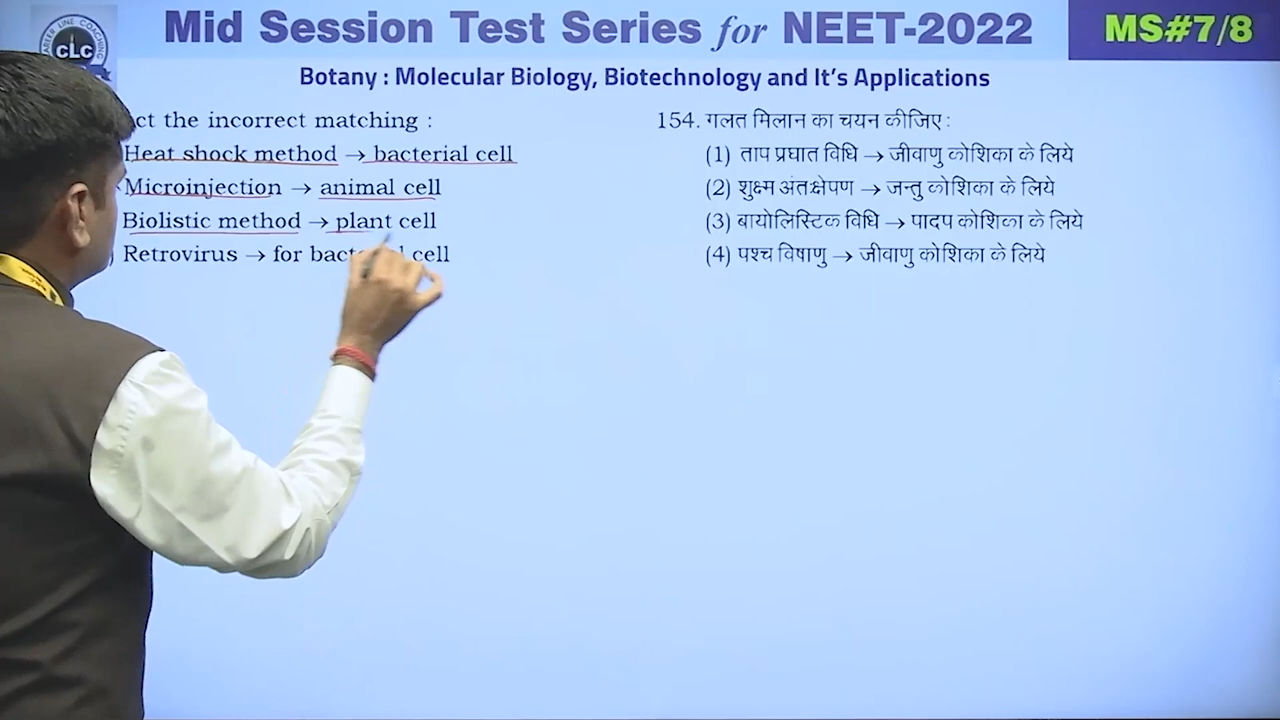 Mid Session Test Series for NEET-2022
MS#7/8
CLC
Botany : Molecular Biology, Biotechnology and It's Applications
the incorrect matching :
Heat shock method → bacterial cell
Microinjection → animal cell
Biolistic method → plant cell
Retrovirus → for cell
154. गलत मिलान का चयन कीजिए :
(1) ताप प्रघात विधि → जीवाणु कोशिका के लिये
(2) शुक्ष्म अंतःक्षेपण → जन्तु कोशिका के लिये
(3) बायोलिस्टिक विधि → पादप कोशिका के लिये
(4) पश्च विषाणु → जीवाणु कोशिका के लिये